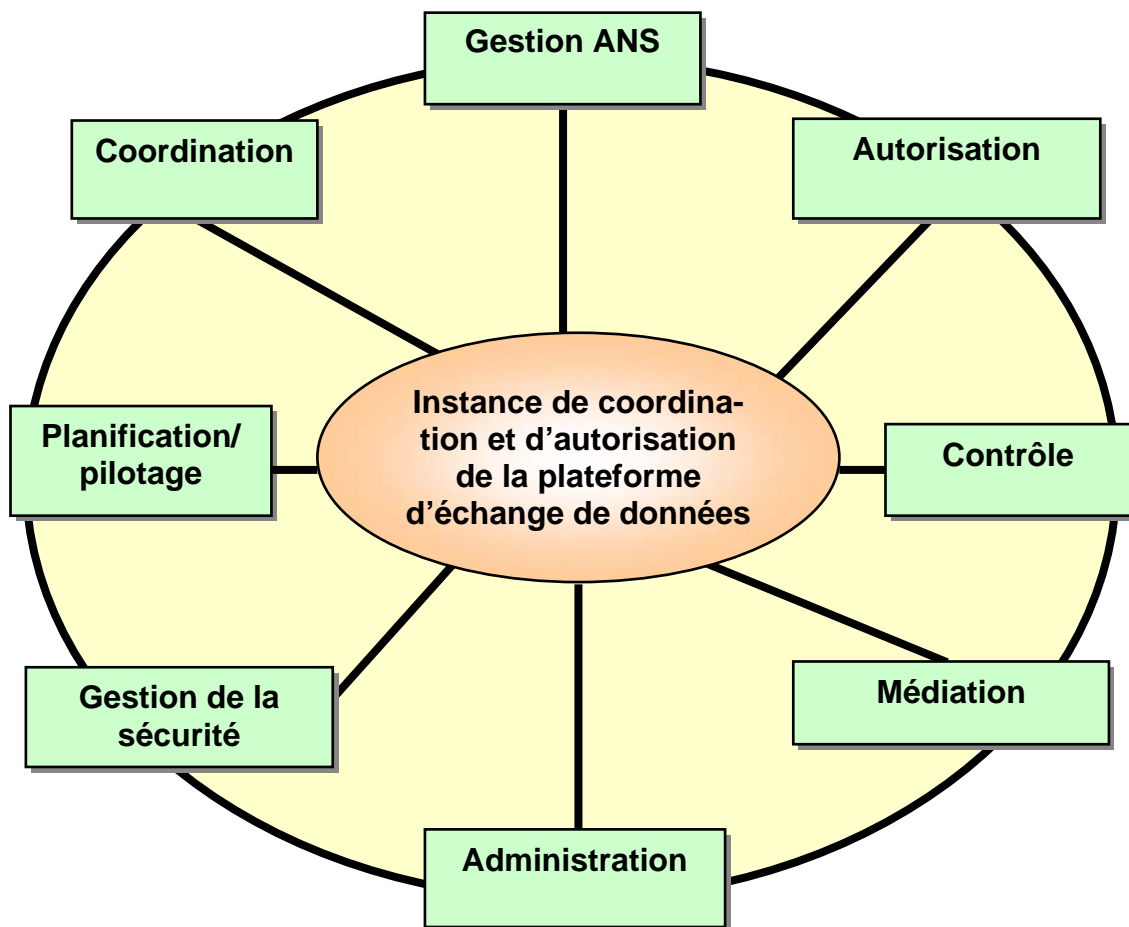 Gestion ANS
Coordination
Autorisation
Instance de coordina-
tion et d'autorisation
de la plateforme
d'échange de données
Planification/
pilotage
Contrôle
Gestion de la
sécurité
Médiation
Administration